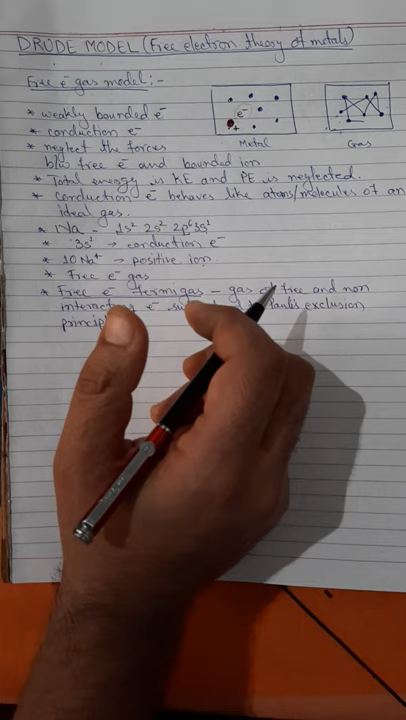 DRUDE MODEL (Free electron theory of metals)
Free e⁻ gas model:-
* weakly bounded e⁻
* conduction e⁻
* neglect the forces
b/w free e⁻ and bounded ion
e⁻
+
Metal
Gas
* Total energy is KE and PE is neglected.
* conduction e⁻ behaves like atoms/molecules of an
ideal gas.
* Na - 1s² 2s² 2p⁶ 3s¹
* 3s¹ → conduction e⁻
* 10 Na⁺ → positive ion.
* Free e⁻ gas
* Free e⁻ fermi gas - gas free and non
interacting e⁻ exclusion